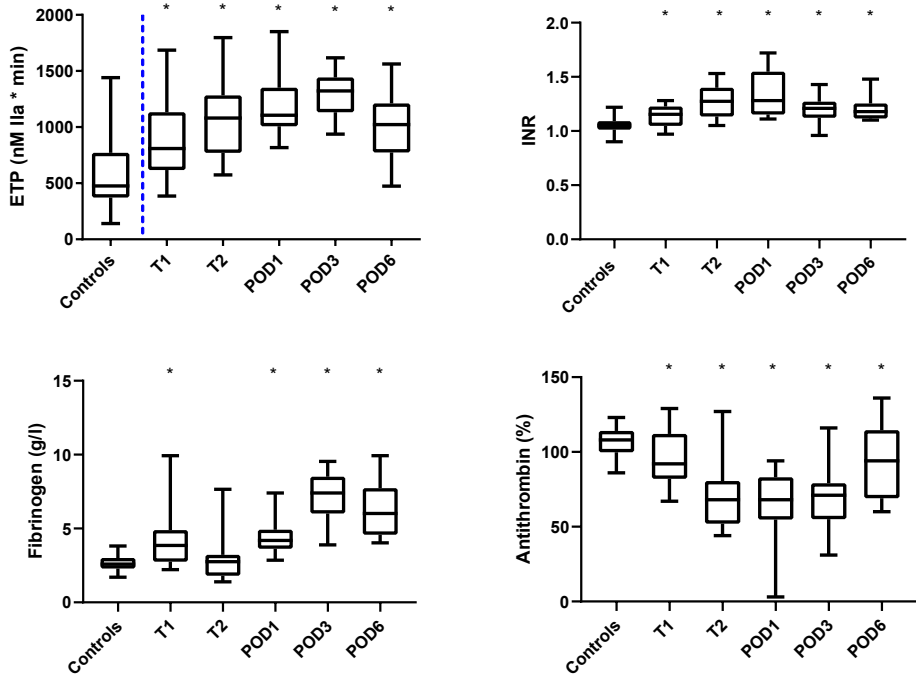 ETP (nM IIa * min)
2000
1500
1000
500
0
* * * * *
Controls T1 T2 POD1 POD3 POD6
INR
2.0
1.5
1.0
0.5
0.0
* * * * *
Controls T1 T2 POD1 POD3 POD6
Fibrinogen (g/l)
15
10
5
0
* * * *
Controls T1 T2 POD1 POD3 POD6
Antithrombin (%)
150
100
50
0
* * * * *
Controls T1 T2 POD1 POD3 POD6